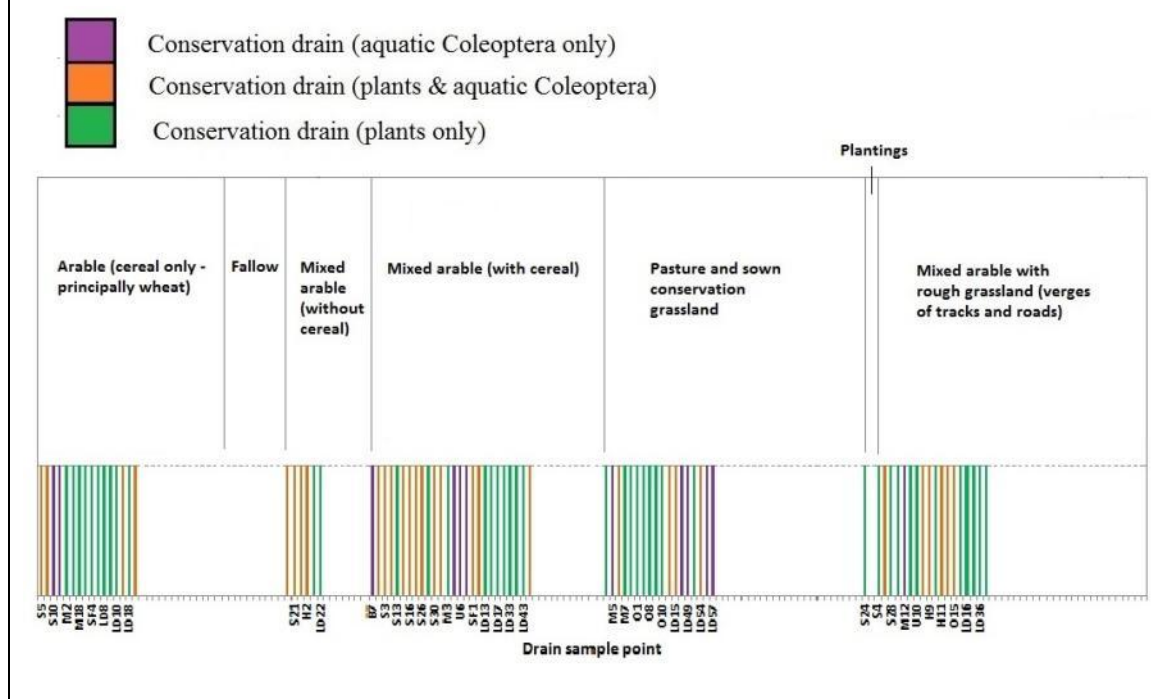 Conservation drain (aquatic Coleoptera only)
Conservation drain (plants & aquatic Coleoptera)
Conservation drain (plants only)
Plantings
Arable (cereal only -
principally wheat)
Fallow
Mixed
arable
(without
cereal)
Mixed arable (with cereal)
Pasture and sown
conservation
grassland
Mixed arable with
rough grassland (verges
of tracks and roads)
S5
S10
M2
M18
SF4
LD8
LD10
LD18
S21
H2
LD22
B7
S3
S13
S16
S26
S30
M3
U6
SF1
LD13
LD17
LD33
LD43
M5
M7
O1
O8
O10
LD15
LD49
LD54
LD57
S24
S4
S28
M12
U10
H9
H11
O15
LD16
LD36
Drain sample point